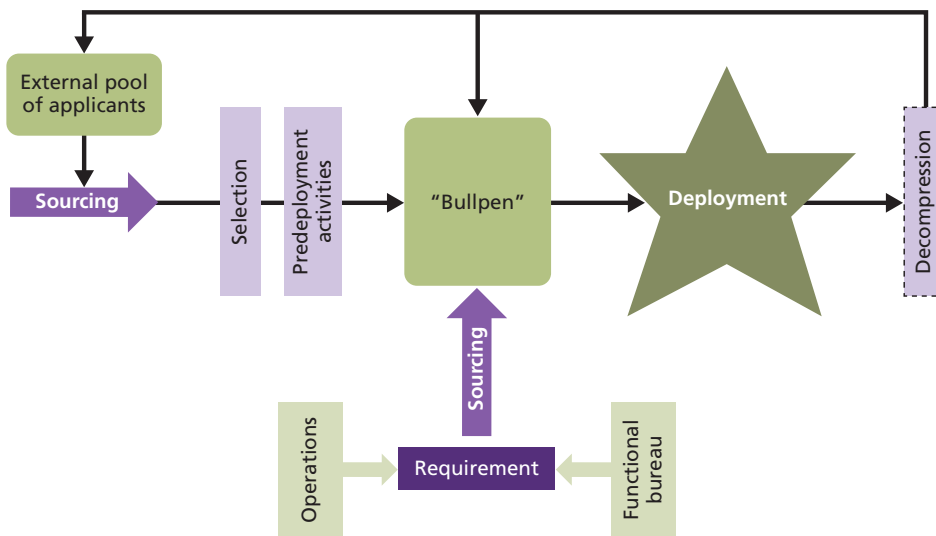 External pool
of applicants
Sourcing
Selection
Predeployment
activities
“Bullpen”
Deployment
Decompression
Sourcing
Operations
Requirement
Functional
bureau